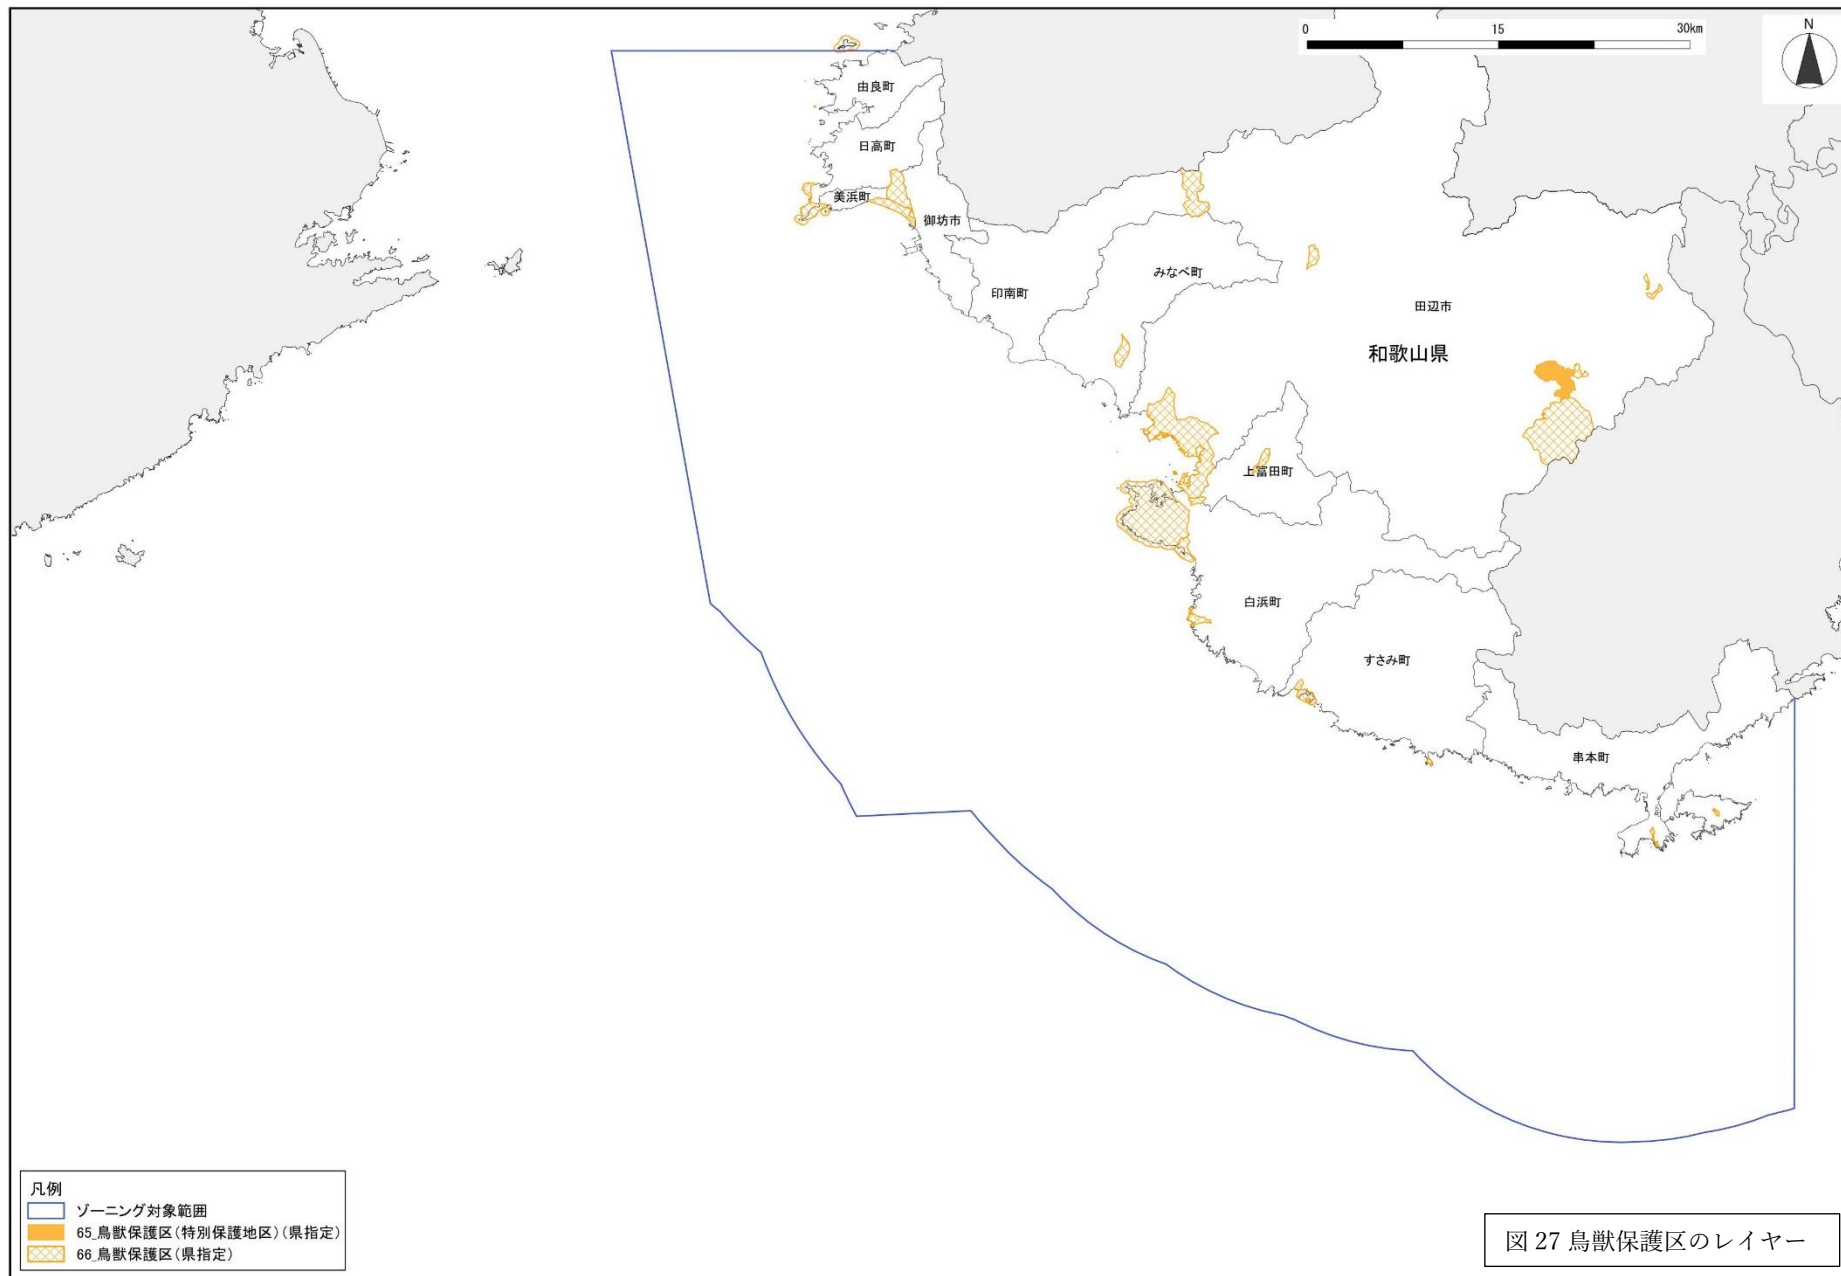 0 15 30km
N
由良町
日高町
美浜町
御坊市
みなべ町
印南町
田辺市
和歌山県
上富田町
白浜町
すさみ町
串本町
凡例
ゾーニング対象範囲
65_鳥獣保護区(特別保護地区)(県指定)
66_鳥獣保護区(県指定)
図 27 鳥獣保護区のレイヤー